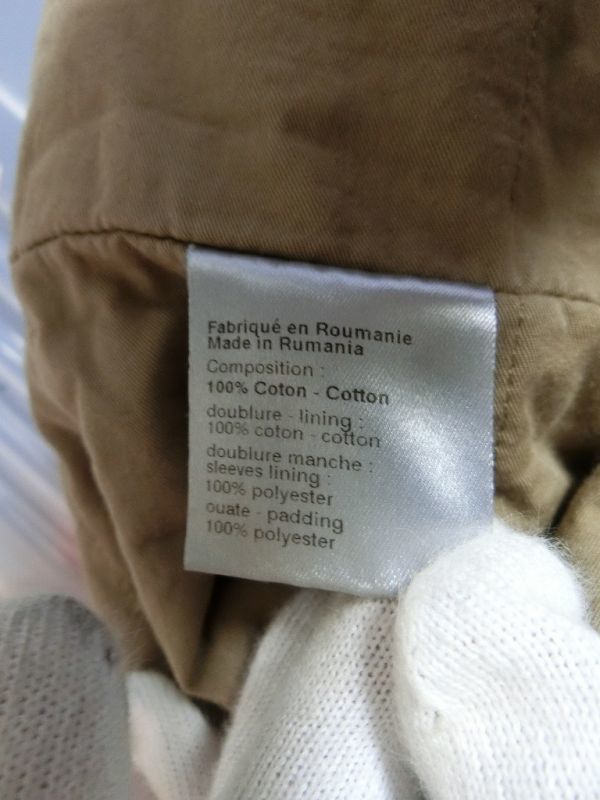 Fabriqué en Roumanie
Made in Rumania
Composition :
100% Coton - Cotton
doublure - lining :
100% coton - cotton
doublure manche :
sleeves lining :
100% polyester
ouate - padding
100% polyester